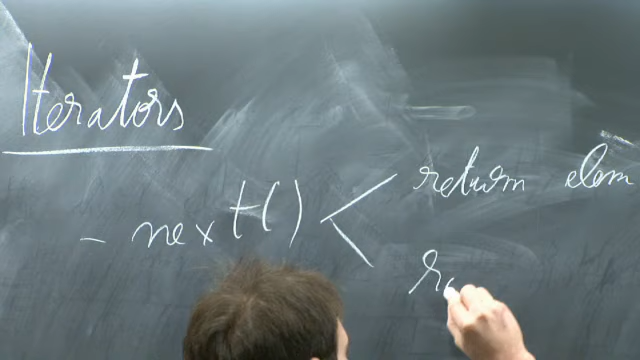 Iterators
- next() < return elem
r